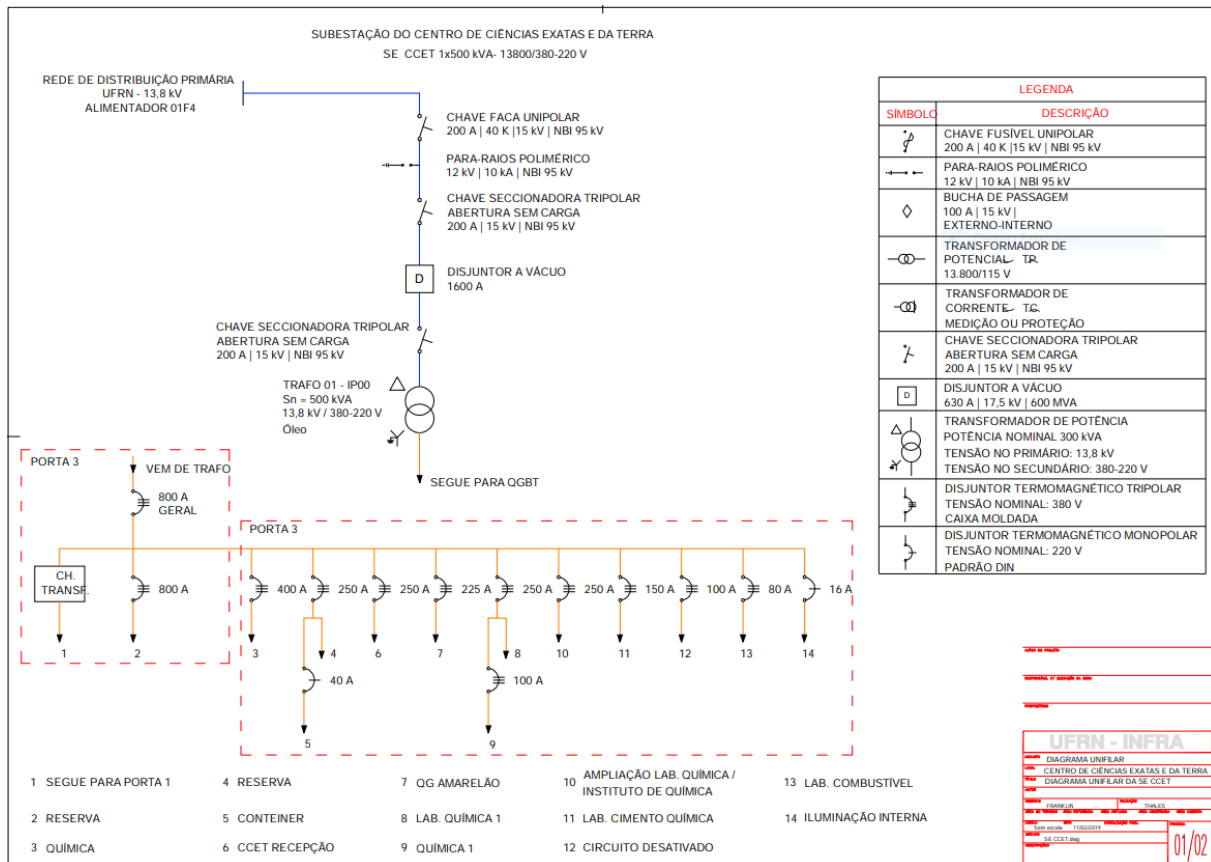 SUBESTAÇÃO DO CENTRO DE CIÊNCIAS EXATAS E DA TERRA
SE CCET 1x500 kVA- 13800/380-220 V
REDE DE DISTRIBUIÇÃO PRIMÁRIA
UFRN - 13,8 kV
ALIMENTADOR 01F4
CHAVE FACA UNIPOLAR
200 A | 40 K |15 kV | NBI 95 kV
PARA-RAIOS POLIMÉRICO
12 kV | 10 kA | NBI 95 kV
CHAVE SECCIONADORA TRIPOLAR
ABERTURA SEM CARGA
200 A | 15 kV | NBI 95 kV
D
DISJUNTOR A VÁCUO
1600 A
CHAVE SECCIONADORA TRIPOLAR
ABERTURA SEM CARGA
200 A | 15 kV | NBI 95 kV
TRAFO 01 - IP00
Sn = 500 kVA
13,8 kV / 380-220 V
Óleo
SEGUE PARA QGBT
PORTA 3
VEM DE TRAFO
800 A
GERAL
CH.
TRANSF.
800 A
1
2
PORTA 3
400 A
250 A
250 A
225 A
250 A
250 A
150 A
100 A
80 A
16 A
3
4
6
7
8
10
11
12
13
14
40 A
100 A
5
9
1 SEGUE PARA PORTA 1
2 RESERVA
3 QUÍMICA
4 RESERVA
5 CONTEINER
6 CCET RECEPÇÃO
7 QG AMARELÃO
8 LAB. QUÍMICA 1
9 QUÍMICA 1
10 AMPLIAÇÃO LAB. QUÍMICA /
INSTITUTO DE QUÍMICA
11 LAB. CIMENTO QUÍMICA
12 CIRCUITO DESATIVADO
13 LAB. COMBUSTÍVEL
14 ILUMINAÇÃO INTERNA
LEGENDA
SÍMBOLO
DESCRIÇÃO
CHAVE FUSÍVEL UNIPOLAR
200 A | 40 K |15 kV | NBI 95 kV
PARA-RAIOS POLIMÉRICO
12 kV | 10 kA | NBI 95 kV
BUCHA DE PASSAGEM
100 A | 15 kV |
EXTERNO-INTERNO
TRANSFORMADOR DE
POTENCIAL TP
13.800/115 V
TRANSFORMADOR DE
CORRENTE TC
MEDIÇÃO OU PROTEÇÃO
CHAVE SECCIONADORA TRIPOLAR
ABERTURA SEM CARGA
200 A | 15 kV | NBI 95 kV
D
DISJUNTOR A VÁCUO
630 A | 17,5 kV | 600 MVA
TRANSFORMADOR DE POTÊNCIA
POTÊNCIA NOMINAL 300 kVA
TENSÃO NO PRIMÁRIO: 13,8 kV
TENSÃO NO SECUNDÁRIO: 380-220 V
DISJUNTOR TERMOMAGNÉTICO TRIPOLAR
TENSÃO NOMINAL: 380 V
CAIXA MOLDADA
DISJUNTOR TERMOMAGNÉTICO MONOPOLAR
TENSÃO NOMINAL: 220 V
PADRÃO DIN
UFRN - INFRA
DIAGRAMA UNIFILAR
CENTRO DE CIÊNCIAS EXATAS E DA TERRA
DIAGRAMA UNIFILAR DA SE CCET
FRANKLIN
THALES
Sem escala
11/02/2019
SE CCET.dwg
01/02